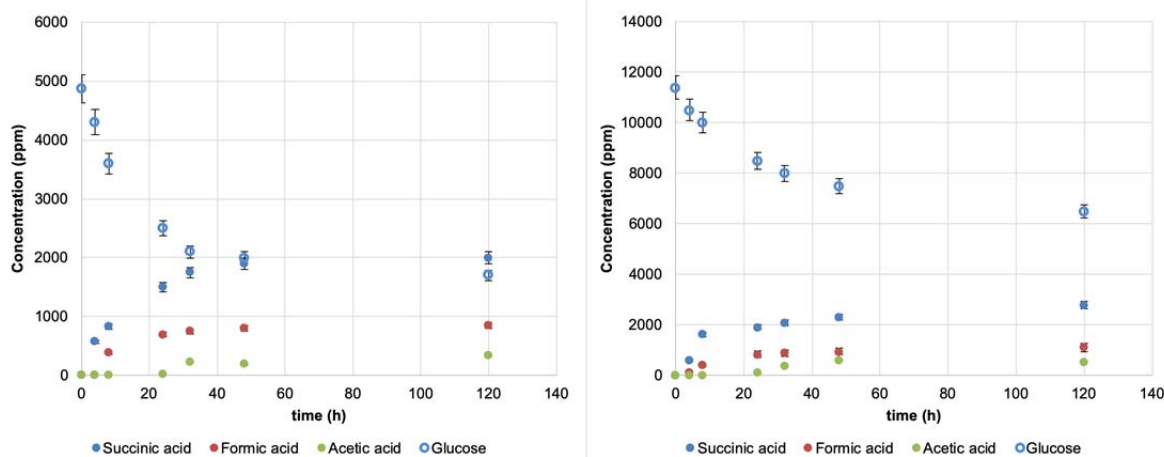 Concentration (ppm)
6000
5000
4000
3000
2000
1000
0
0 20 40 60 80 100 120 140
time (h)
Succinic acid Formic acid Acetic acid Glucose
Concentration (ppm)
14000
12000
10000
8000
6000
4000
2000
0
0 20 40 60 80 100 120 140
time (h)
Succinic acid Formic acid Acetic acid Glucose